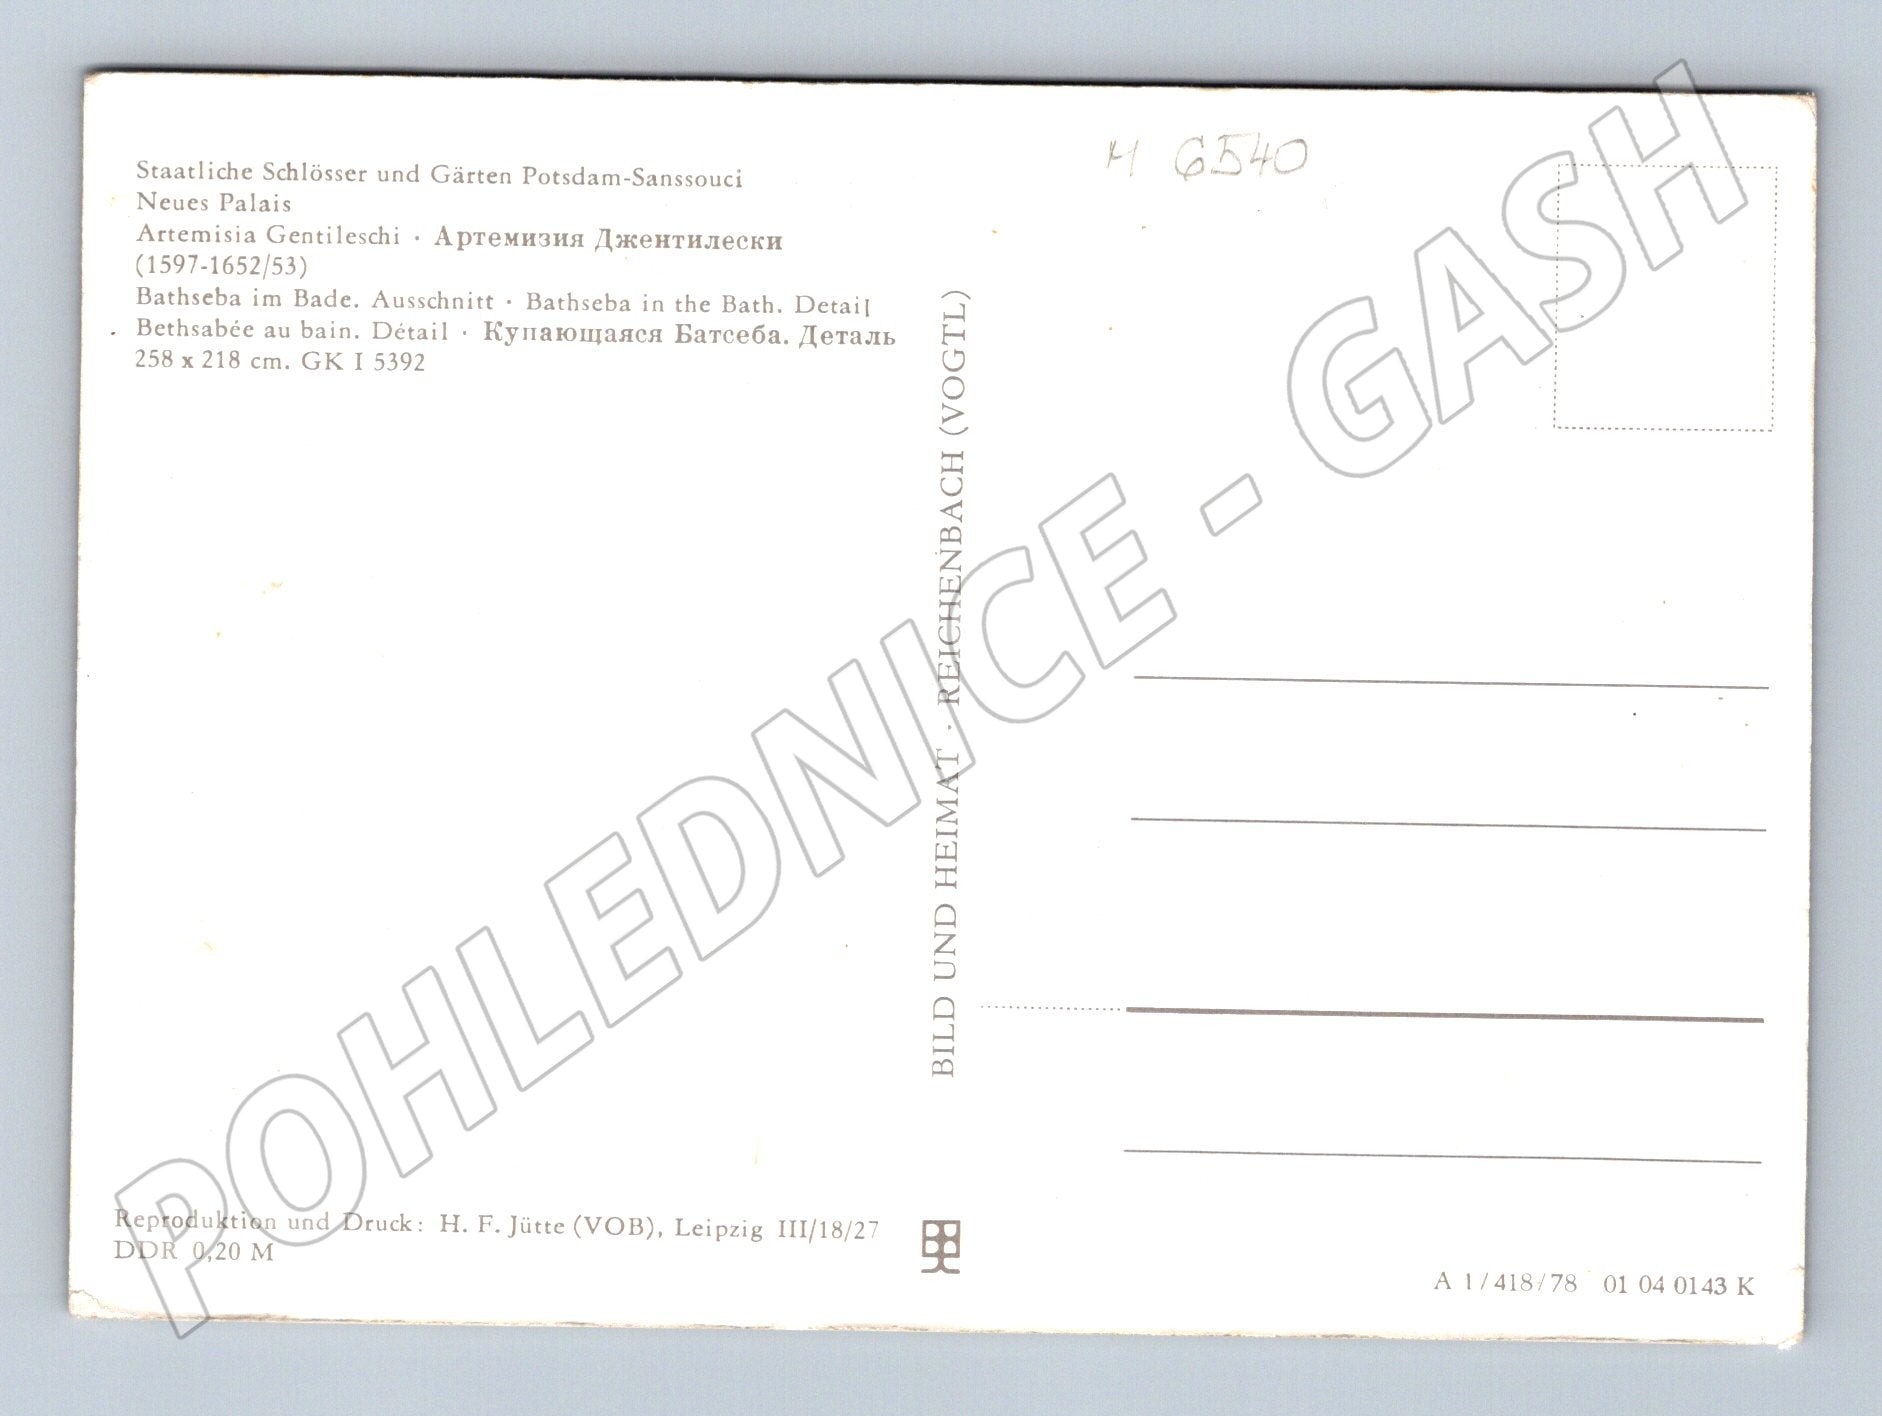 Staatliche Schlösser und Gärten Potsdam-Sanssouci
Neues Palais
Artemisia Gentileschi · Артемизия Джентилески
(1597-1652/53)
Bathseba im Bade. Ausschnitt · Bathseba in the Bath. Detail
Bethsabée au bain. Détail · Купающаяся Батсеба. Деталь
258 x 218 cm. GK I 5392
Reproduktion und Druck: H. F. Jütte (VOB), Leipzig III/18/27
DDR 0,20 M
BILD UND HEIMAT · REICHENBACH (VOGTL)
M 6540
A 1/418/78 01 04 0143 K
POHLEDNICE - GASH